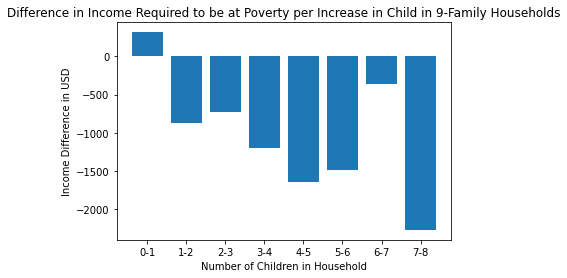 Difference in Income Required to be at Poverty per Increase in Child in 9-Family Households
Income Difference in USD
0
−500
−1000
−1500
−2000
0-1 1-2 2-3 3-4 4-5 5-6 6-7 7-8
Number of Children in Household